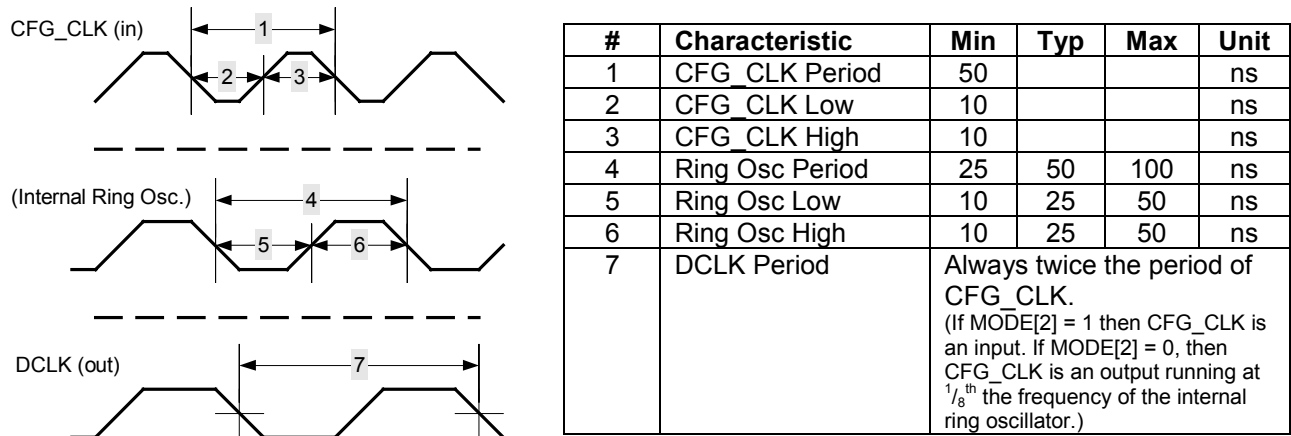 CFG_CLK (in)
1
2
3
(Internal Ring Osc.)
4
5
6
DCLK (out)
7
# Characteristic Min Typ Max Unit
1 CFG_CLK Period 50 ns
2 CFG_CLK Low 10 ns
3 CFG_CLK High 10 ns
4 Ring Osc Period 25 50 100 ns
5 Ring Osc Low 10 25 50 ns
6 Ring Osc High 10 25 50 ns
7 DCLK Period Always twice the period of
CFG_CLK.
(If MODE[2] = 1 then CFG_CLK is
an input. If MODE[2] = 0, then
CFG_CLK is an output running at
1/8th the frequency of the internal
ring oscillator.)